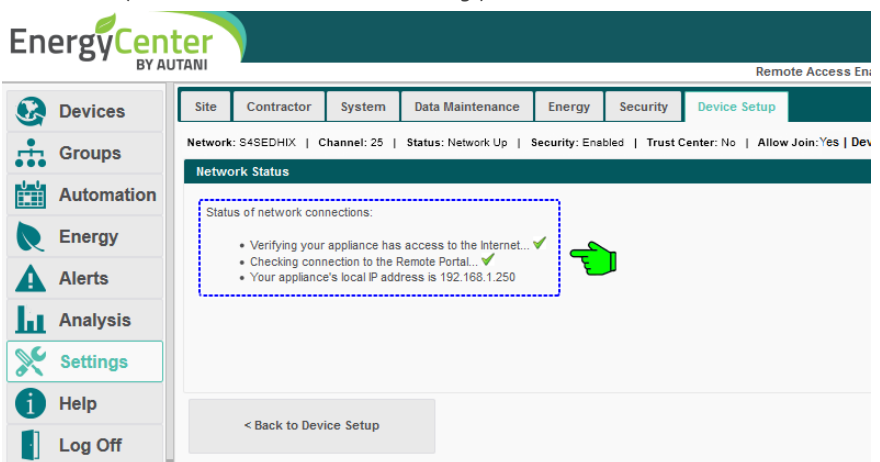 EnergyCenter
BY AUTANI
Remote Access Ena
Devices
Groups
Automation
Energy
Alerts
Analysis
Settings
Help
Log Off
Site Contractor System Data Maintenance Energy Security Device Setup
Network: S4SEDHIX | Channel: 25 | Status: Network Up | Security: Enabled | Trust Center: No | Allow Join:Yes | Dev
Network Status
Status of network connections:
• Verifying your appliance has access to the Internet... ✓
• Checking connection to the Remote Portal... ✓
• Your appliance's local IP address is 192.168.1.250
< Back to Device Setup